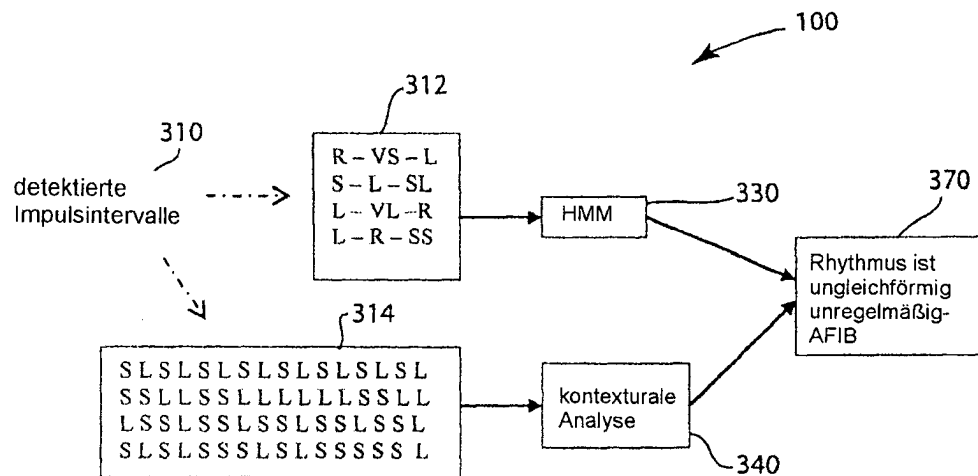 100
312
310
R – VS – L
S – L – SL
L – VL – R
L – R – SS
detektierte
Impulsintervalle
330
HMM
370
Rhythmus ist
ungleichförmig
unregelmäßig-
AFIB
314
S L S L S L S L S L S L S L S L
S S L L S S L L L L L L S S L L
L S S L S S L S S L S S L S S L
S L S L S S S L S L S S S S S L
kontexturale
Analyse
340